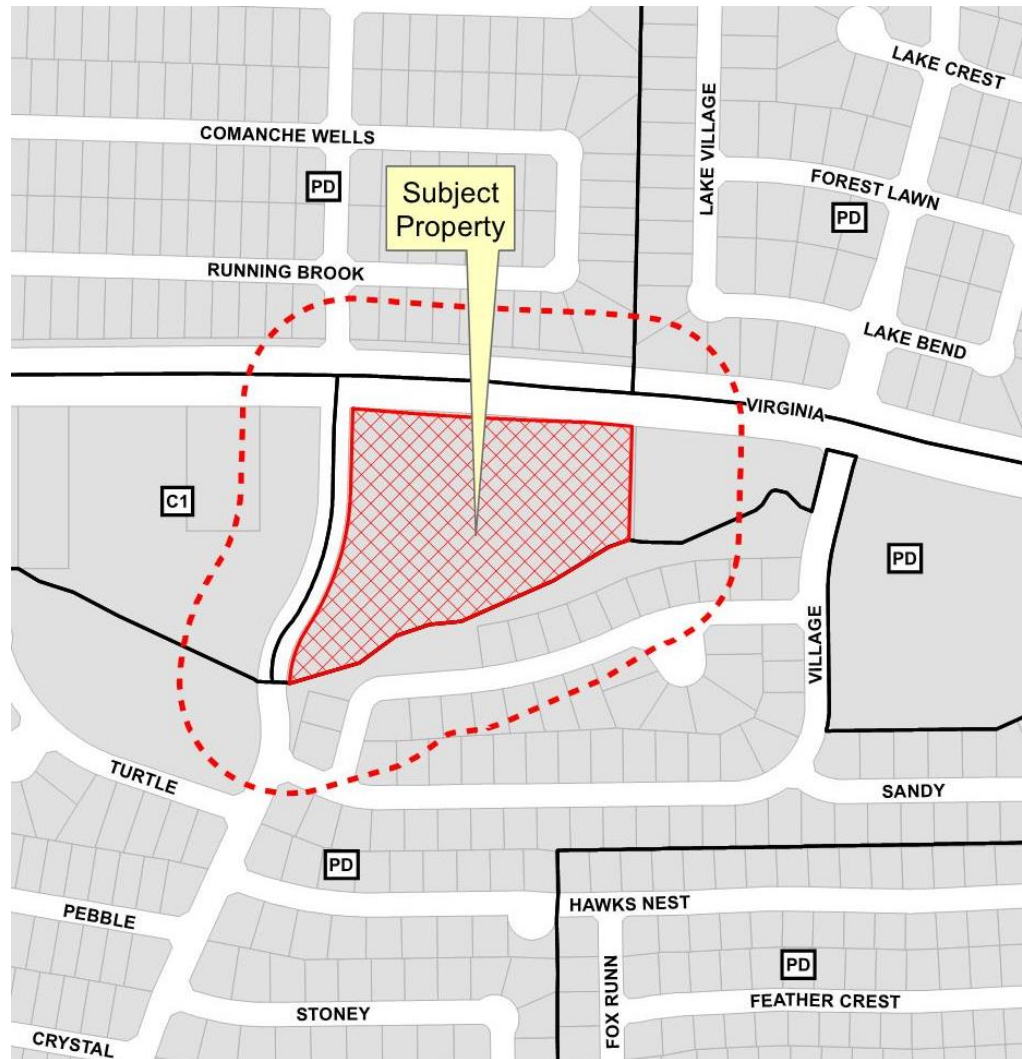 LAKE CREST
COMANCHE WELLS
LAKE VILLAGE
PD
Subject
Property
FOREST LAWN
PD
RUNNING BROOK
LAKE BEND
VIRGINIA
C1
PD
VILLAGE
TURTLE
SANDY
PD
PEBBLE
HAWKS NEST
FOX RUNN
PD
FEATHER CREST
STONEY
CRYSTAL